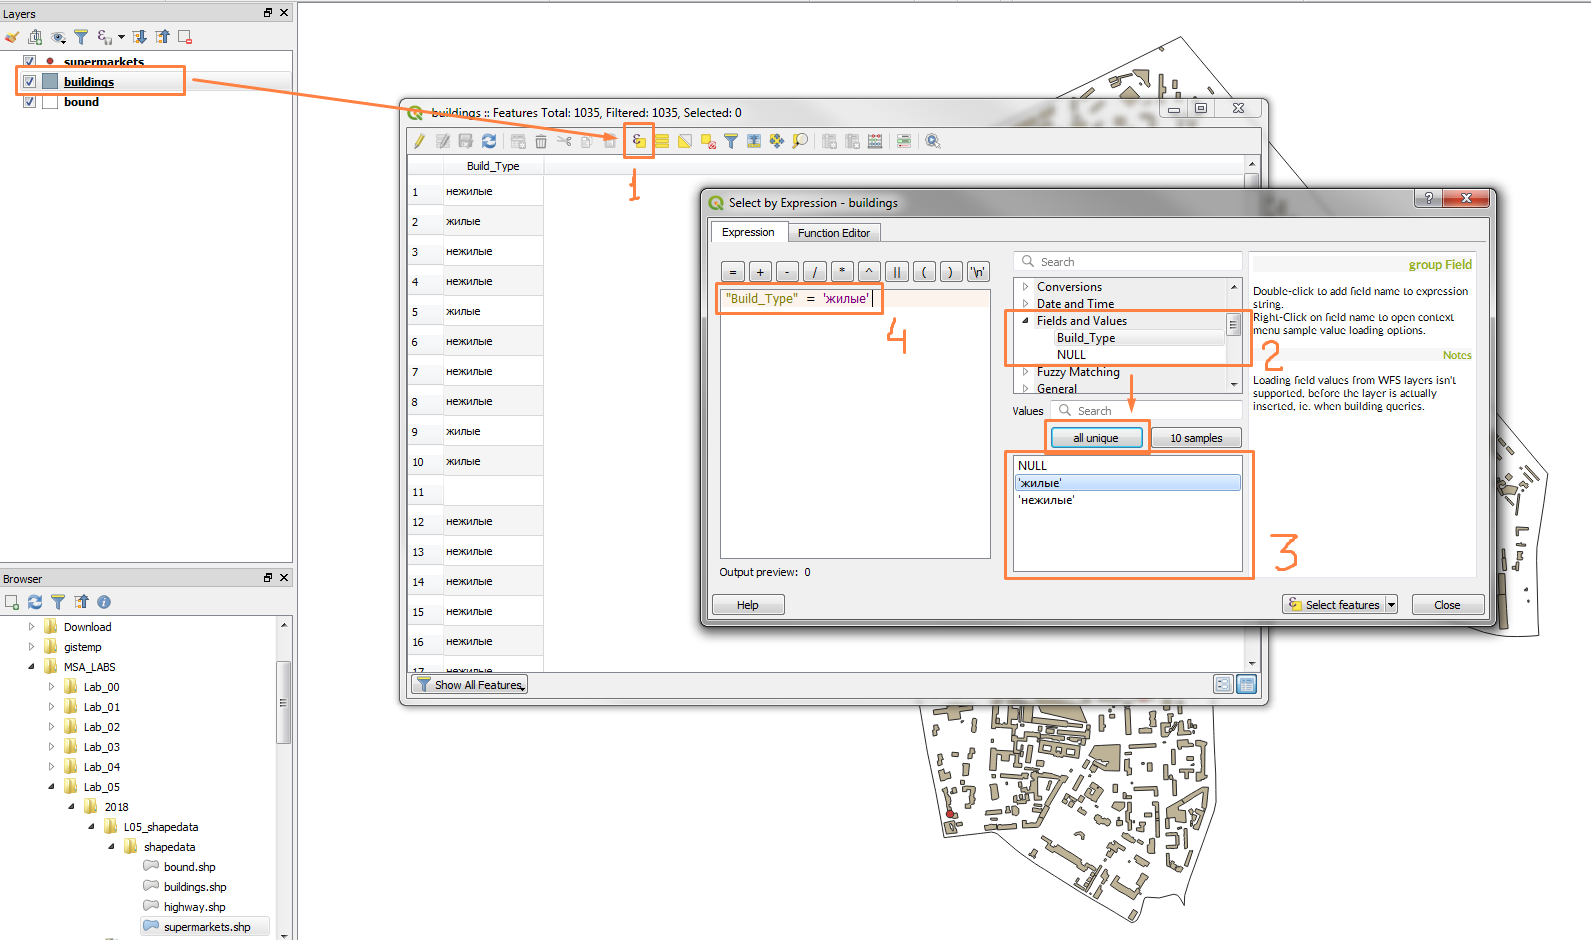 Layers
supermarkets
buildings
bound
buildings :: Features Total: 1035, Filtered: 1035, Selected: 0
1
Build_Type
1 нежилые
2 жилые
3 нежилые
4 нежилые
5 жилые
6 нежилые
7 нежилые
8 нежилые
9 жилые
10 жилые
11
12 нежилые
13 нежилые
14 нежилые
15 нежилые
16 нежилые
17 нежилые
Show All Features
Select by Expression - buildings
Expression
Function Editor
= + - / * ^ || ( ) '\n'
"Build_Type" = 'жилые'
4
Output preview: 0
Help
Search
Conversions
Date and Time
Fields and Values
Build_Type
NULL
Fuzzy Matching
General
2
Values
Search
all unique
10 samples
NULL
'жилые'
'нежилые'
3
group Field
Double-click to add field name to expression
string.
Right-Click on field name to open context
menu sample value loading options.
Notes
Loading field values from WFS layers isn't
supported, before the layer is actually
inserted, ie. when building queries.
Select features
Close
Browser
Download
gistemp
MSA_LABS
Lab_00
Lab_01
Lab_02
Lab_03
Lab_04
Lab_05
2018
L05_shapedata
shapedata
bound.shp
buildings.shp
highway.shp
supermarkets.shp